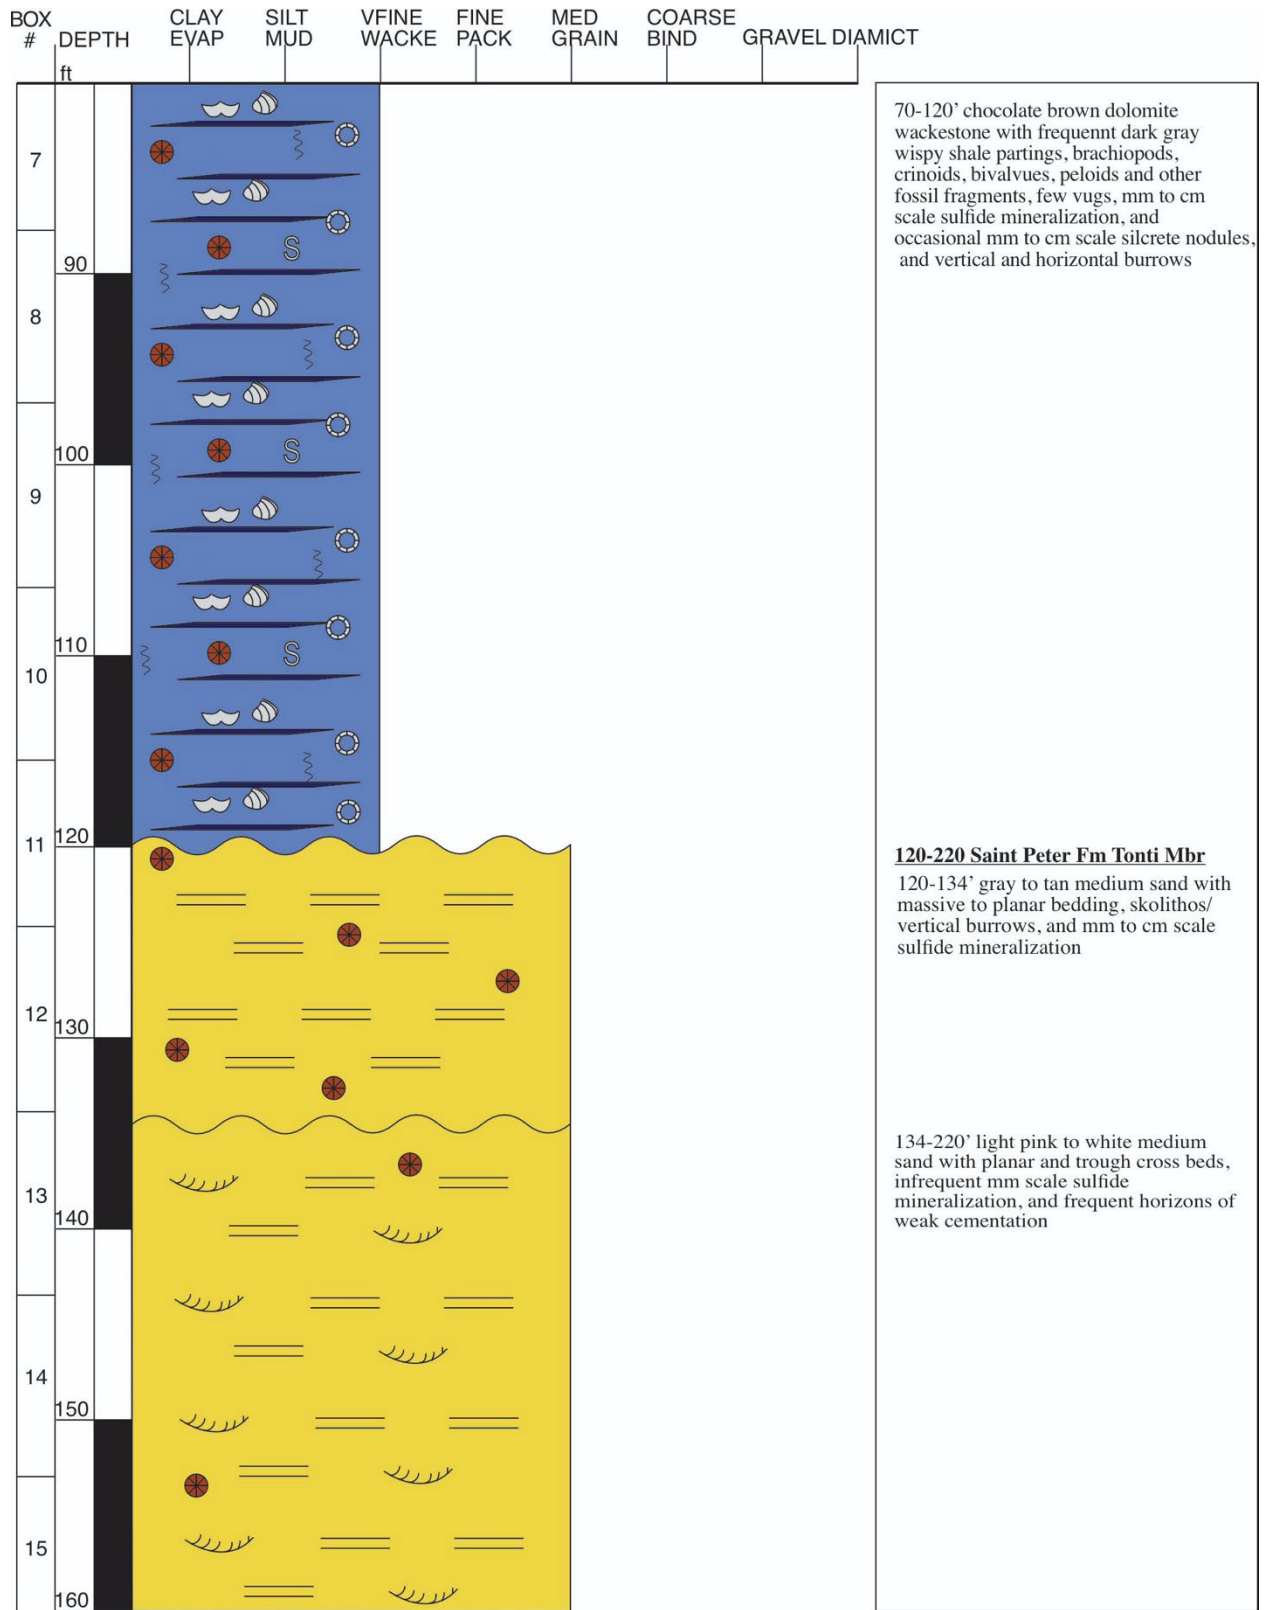 BOX
#
DEPTH
ft
CLAY
EVAP
SILT
MUD
VFINE
WACKE
FINE
PACK
MED
GRAIN
COARSE
BIND
GRAVEL DIAMICT
70-120’ chocolate brown dolomite
wackestone with frequennt dark gray
wispy shale partings, brachiopods,
crinoids, bivalvues, peloids and other
fossil fragments, few vugs, mm to cm
scale sulfide mineralization, and
occasional mm to cm scale silcrete nodules,
and vertical and horizontal burrows
7
S
90
8
S
100
9
S
110
10
11
120
120-220 Saint Peter Fm Tonti Mbr
120-134’ gray to tan medium sand with
massive to planar bedding, skolithos/
vertical burrows, and mm to cm scale
sulfide mineralization
12
130
134-220’ light pink to white medium
sand with planar and trough cross beds,
infrequent mm scale sulfide
mineralization, and frequent horizons of
weak cementation
13
140
14
150
15
160